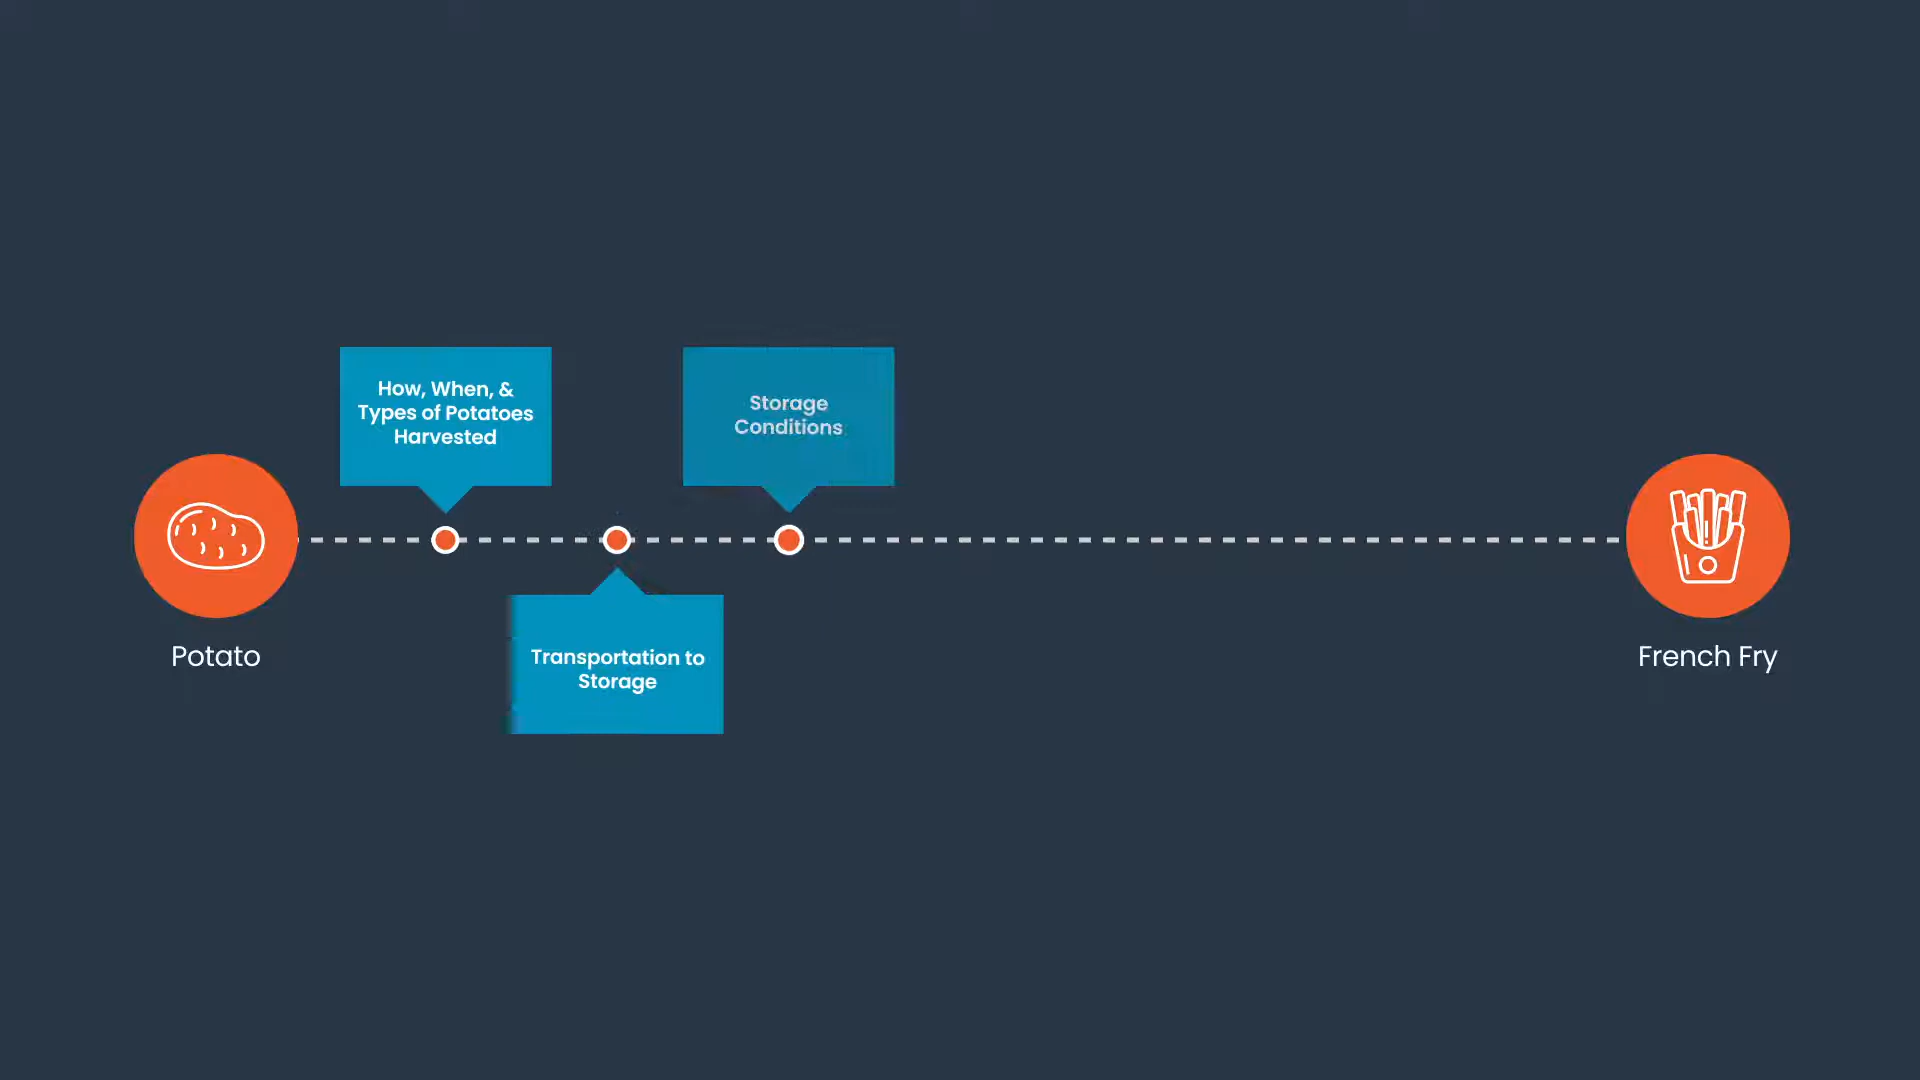 How, When, &
Types of Potatoes
Harvested
Storage
Conditions
Potato
French Fry
Transportation to
Storage